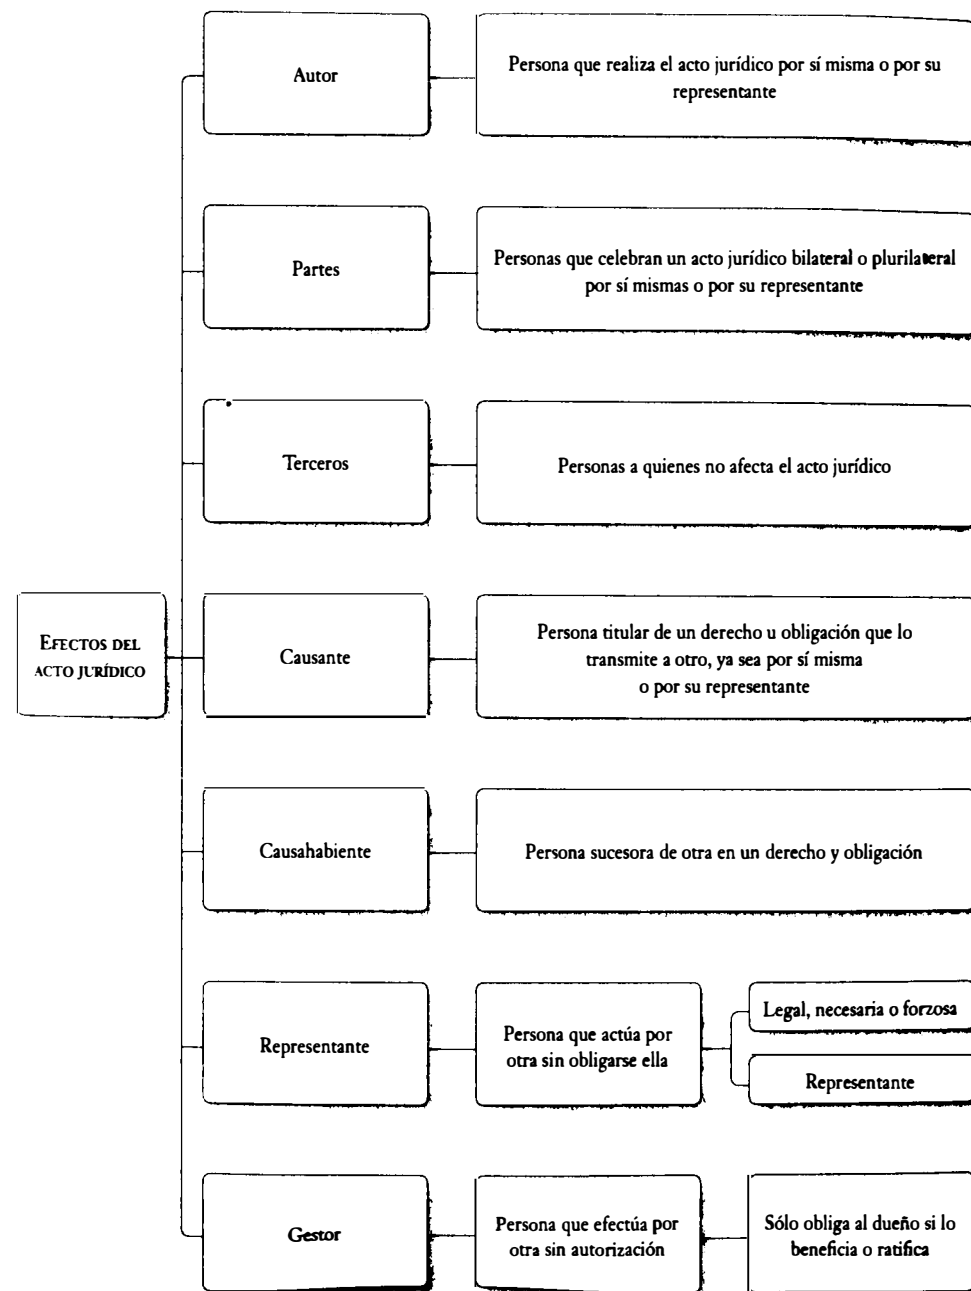 Autor
Persona que realiza el acto jurídico por sí misma o por su
representante
Partes
Personas que celebran un acto jurídico bilateral o plurilateral
por sí mismas o por su representante
Terceros
Personas a quienes no afecta el acto jurídico
EFECTOS DEL
ACTO JURÍDICO
Causante
Persona titular de un derecho u obligación que lo
transmite a otro, ya sea por sí misma
o por su representante
Causahabiente
Persona sucesora de otra en un derecho y obligación
Representante
Persona que actúa por
otra sin obligarse ella
Legal, necesaria o forzosa
Representante
Gestor
Persona que efectúa por
otra sin autorización
Sólo obliga al dueño si lo
beneficia o ratifica